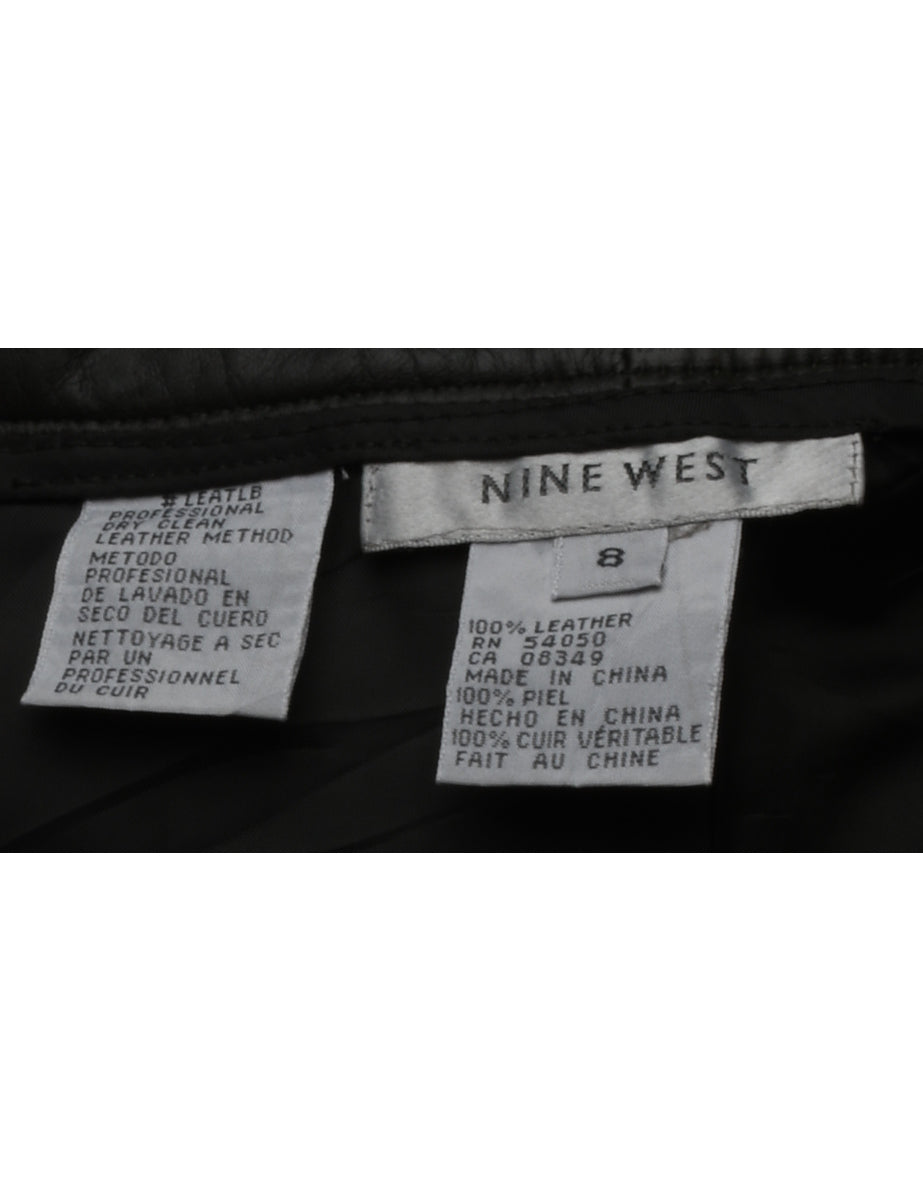 #LEATLB
PROFESSIONAL
DRY CLEAN
LEATHER METHOD
METODO
PROFESIONAL
DE LAVADO EN
SECO DEL CUERO
NETTOYAGE A SEC
PAR UN
PROFESSIONNEL
DU CUIR
NINE WEST
8
100% LEATHER
RN 54050
CA 08349
MADE IN CHINA
100% PIEL
HECHO EN CHINA
100% CUIR VÉRITABLE
FAIT AU CHINE